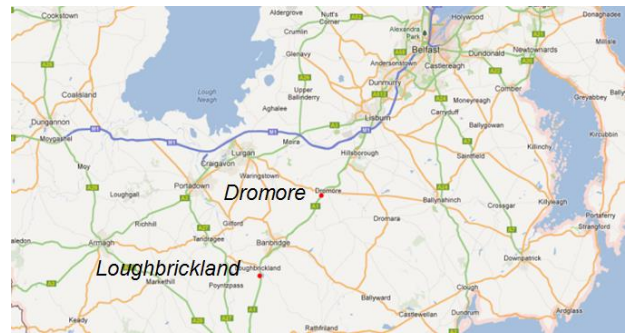 Cookstown
Aldergrove
Nutt's Corner
Crumlin
Alexandra Park
Holywood
Donaghadee
Belfast
Dundonald
Newtownards
Glenavy
Andersonstown
Castlereagh
Millisle
Coalisland
Lough Neagh
Upper Ballinderry
Dunmurry
Comber
Dungannon
Aghalee
Moneyreagh
Greyabbey
Ballywalter
Moygashel
M1
Lisburn
Carryduff
Ballygowan
Kircubbin
Moy
Lurgan
Moira
Hillsborough
Saintfield
Killinchy
Craigavon
Waringstown
Loughgall
Portadown
Dromore
Dromore
Ballynahinch
Crossgar
Killyleagh
Portaferry
Strangford
Richhill
Gilford
Dromara
Armagh
Tandragee
Banbridge
Downpatrick
Loughbrickland
Loughbrickland
Markethill
Poyntzpass
Clough
Ballyward
Castlewellan
Dundrum
Ardglass
Keady
Rathfriland